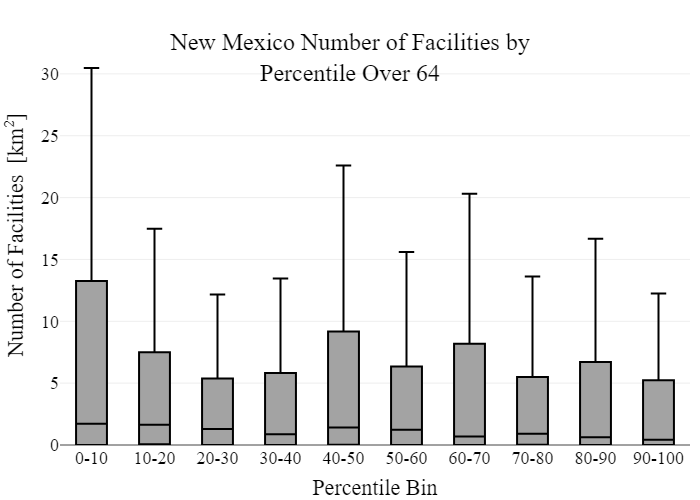 New Mexico Number of Facilities by
Percentile Over 64
Number of Facilities [km²]
30
25
20
15
10
5
0
0-10 10-20 20-30 30-40 40-50 50-60 60-70 70-80 80-90 90-100
Percentile Bin